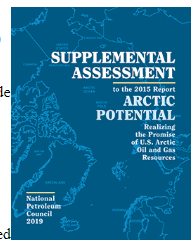 SUPPLEMENTAL
ASSESSMENT
to the 2015 Report
ARCTIC
POTENTIAL
Realizing
the Promise
of U.S. Arctic
Oil and Gas
Resources
National
Petroleum
Council
2019